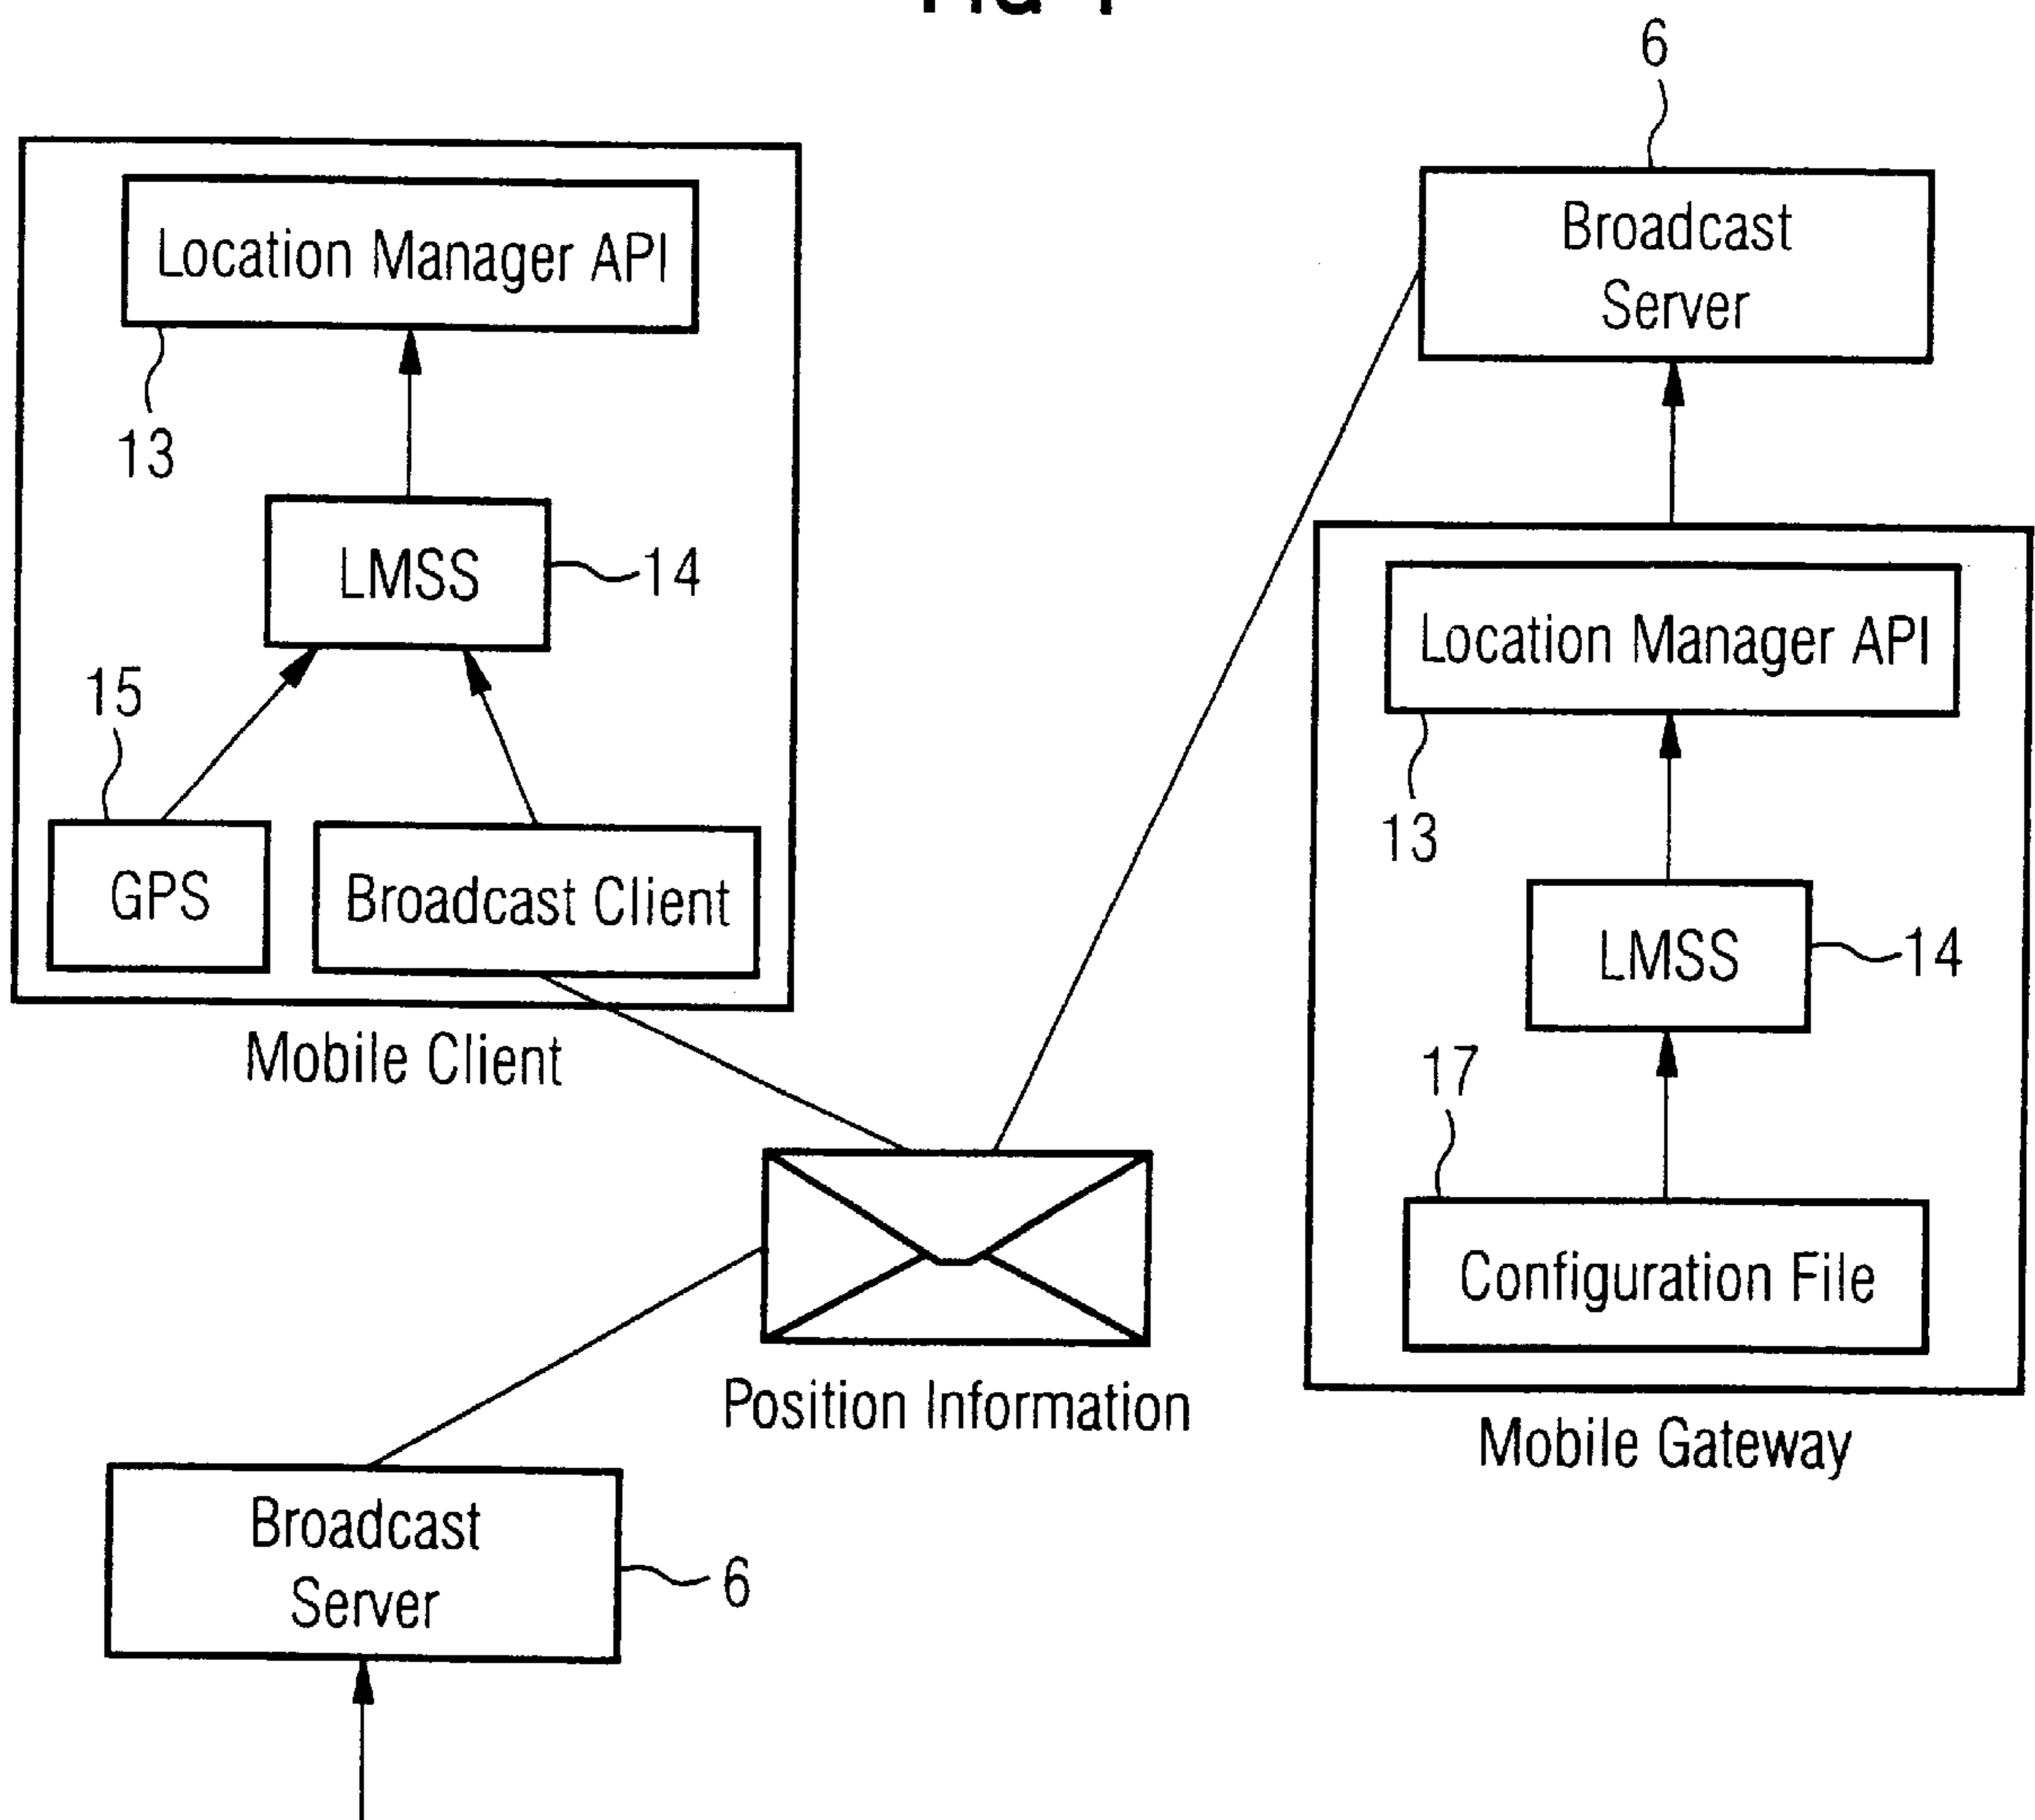 6
Location Manager API
13
LMSS
14
15
GPS
Broadcast Client
Mobile Client
Broadcast
Server
Location Manager API
13
LMSS
14
17
Configuration File
Mobile Gateway
Position Information
Broadcast
Server
6